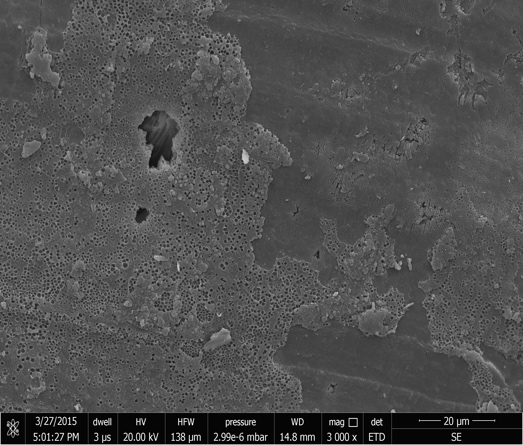 3/27/2015 dwell HV HFW pressure WD mag det 20 µm
5:01:27 PM 3 µs 20.00 kV 138 µm 2.99e-6 mbar 14.8 mm 3 000 x ETD SE